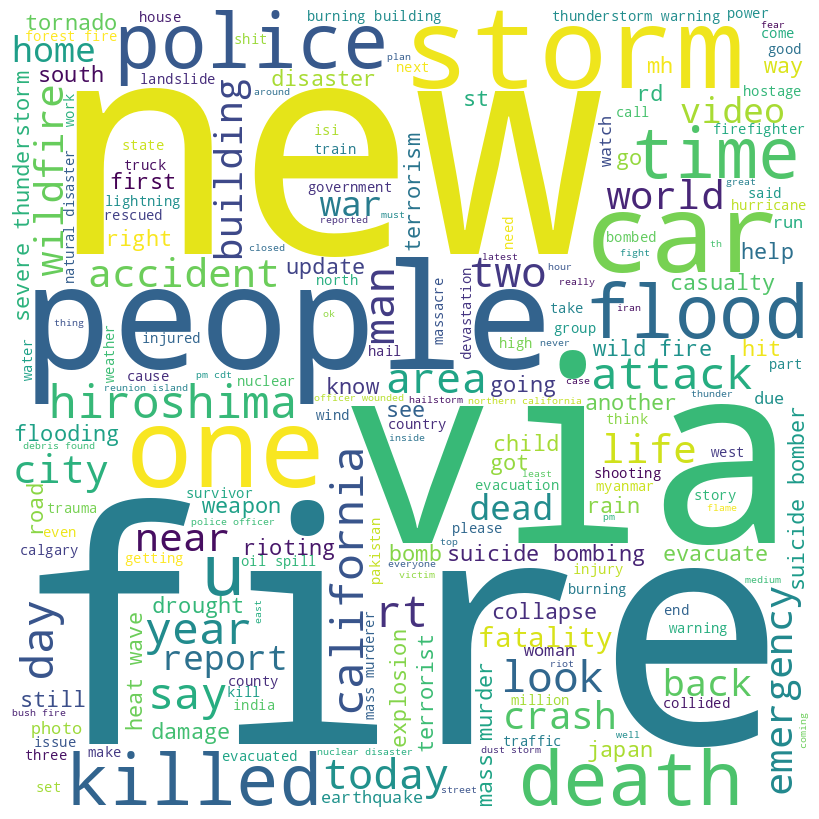 burning building
thunderstorm warning
power
fear
house
tornado
forest fire
shit
police
plan
storm
come
good
home
south
landslide
disaster
next
mh
way
around
st
rd
video
hostage
call
firefighter
new
severe thunderstorm
wildfire
work
building
state
isi
train
truck
first
lightning
rescued
government
war
reported
must
terrorism
watch
time
world
great
said
hurricane
run
natural disaster
right
closed
need
car
bombed
th
help
fight
accident
update
north
man
massacre
latest
two
hour
really
devastation
casualty
people
thing
ok
take
iran
group
flood
water
weather
injured
hail
high
never
wild fire
hit
part
cause
pm cdt
reunion island
nuclear
know
area
going
case
attack
thunder
due
hiroshima
officer wounded
hailstorm
northern california
another
wind
see
country
flooding
debris found
one
inside
child
think
life
city
survivor
california
got
evacuation
least
shooting
west
suicide bomber
road
trauma
weapon
dead
myanmar
rain
story
even
police officer
near
rioting
please
top
pm
flame
calgary
getting
oil spill
pakistan
bomb
suicide bombing
evacuate
everyone
victim
via
fire
u
injury
medium
burning
day
drought
year
rt
collapse
end
emergency
heat wave
east
report
mass murderer
explosion
terrorist
fatality
woman
riot
warning
look
back
still
say
county
kill
india
million
collided
bush fire
photo
damage
mass murder
crash
issue
three
make
evacuated
nuclear disaster
dust storm
traffic
well
japan
coming
set
killed
today
earthquake
street
death